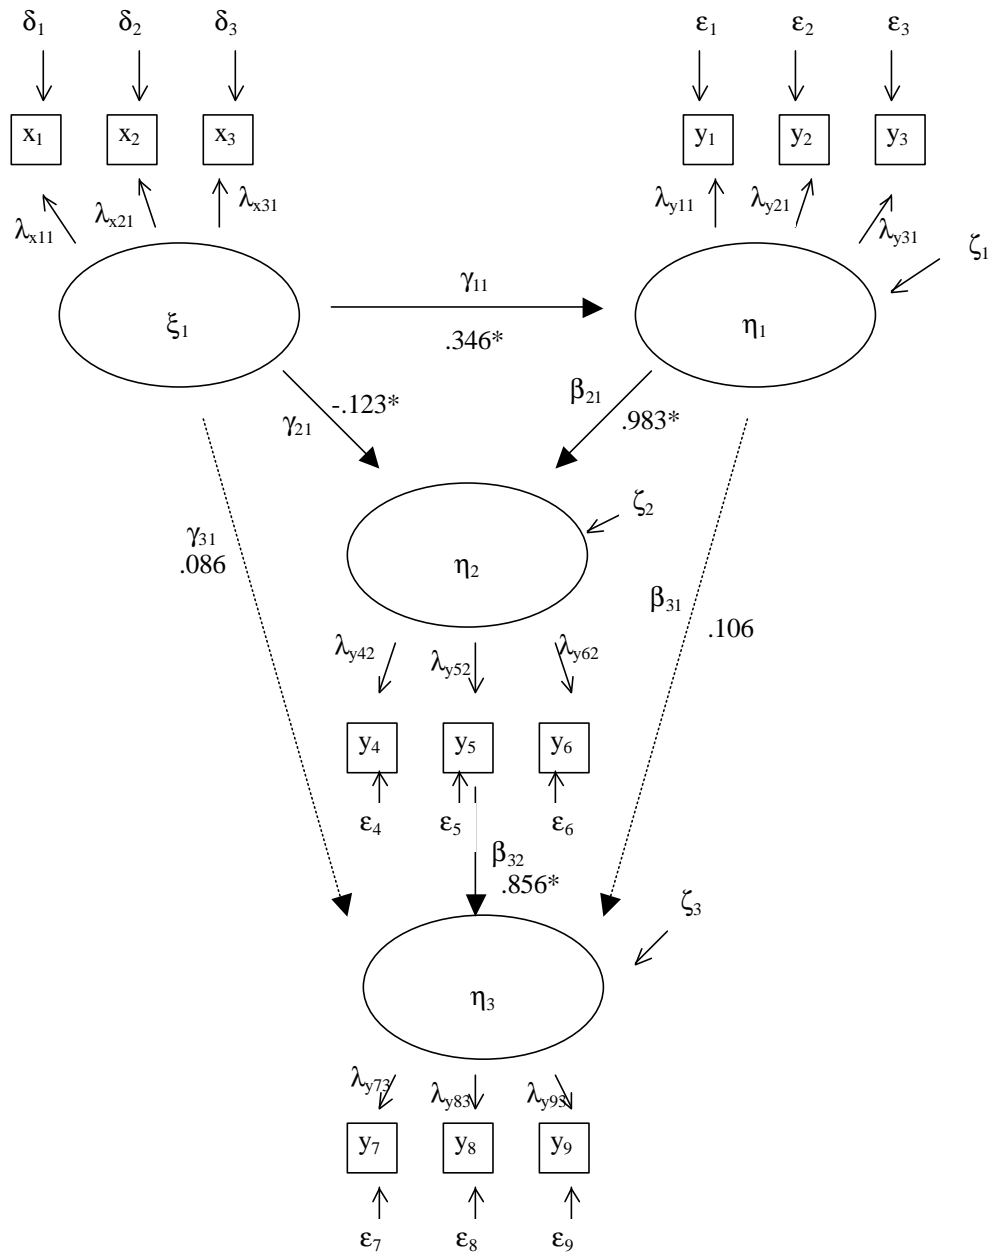 δ1 δ2 δ3 ε1 ε2 ε3
x1 x2 x3 y1 y2 y3
λx11 λx21 λx31 λy11 λy21 λy31
ζ1
γ11
ξ1 η1
.346*
-.123* β21
γ21 .983*
ζ2
γ31
.086
η2
β31
.106
λy42 λy52 λy62
y4 y5 y6
ε4 ε5 ε6
β32
.856*
ζ3
η3
λy73 λy83 λy93
y7 y8 y9
ε7 ε8 ε9